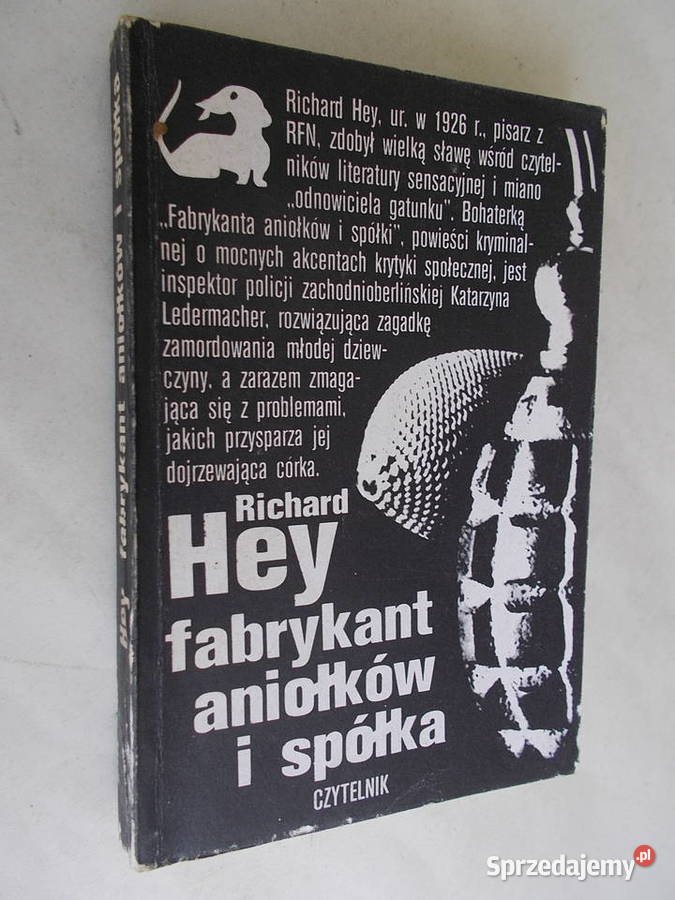 Richard Hey, ur. w 1926 r., pisarz z
RFN, zdobył wielką sławę wśród czytel-
ników literatury sensacyjnej i miano
„odnowiciela gatunku". Bohaterką
„Fabrykanta aniołków i spółki", powieści kryminal-
nej o mocnych akcentach krytyki społecznej, jest
inspektor policji zachodnioberlińskiej Katarzyna
Ledermacher, rozwiązująca zagadkę
zamordowania młodej dziew-
czyny, a zarazem zmaga-
jąca się z problemami,
jakich przysparza jej
dojrzewająca córka.
Richard
Hey
fabrykant
aniołków
i spółka
CZYTELNIK
Hey fabrykant aniołków i spółka
Sprzedajemy.pl